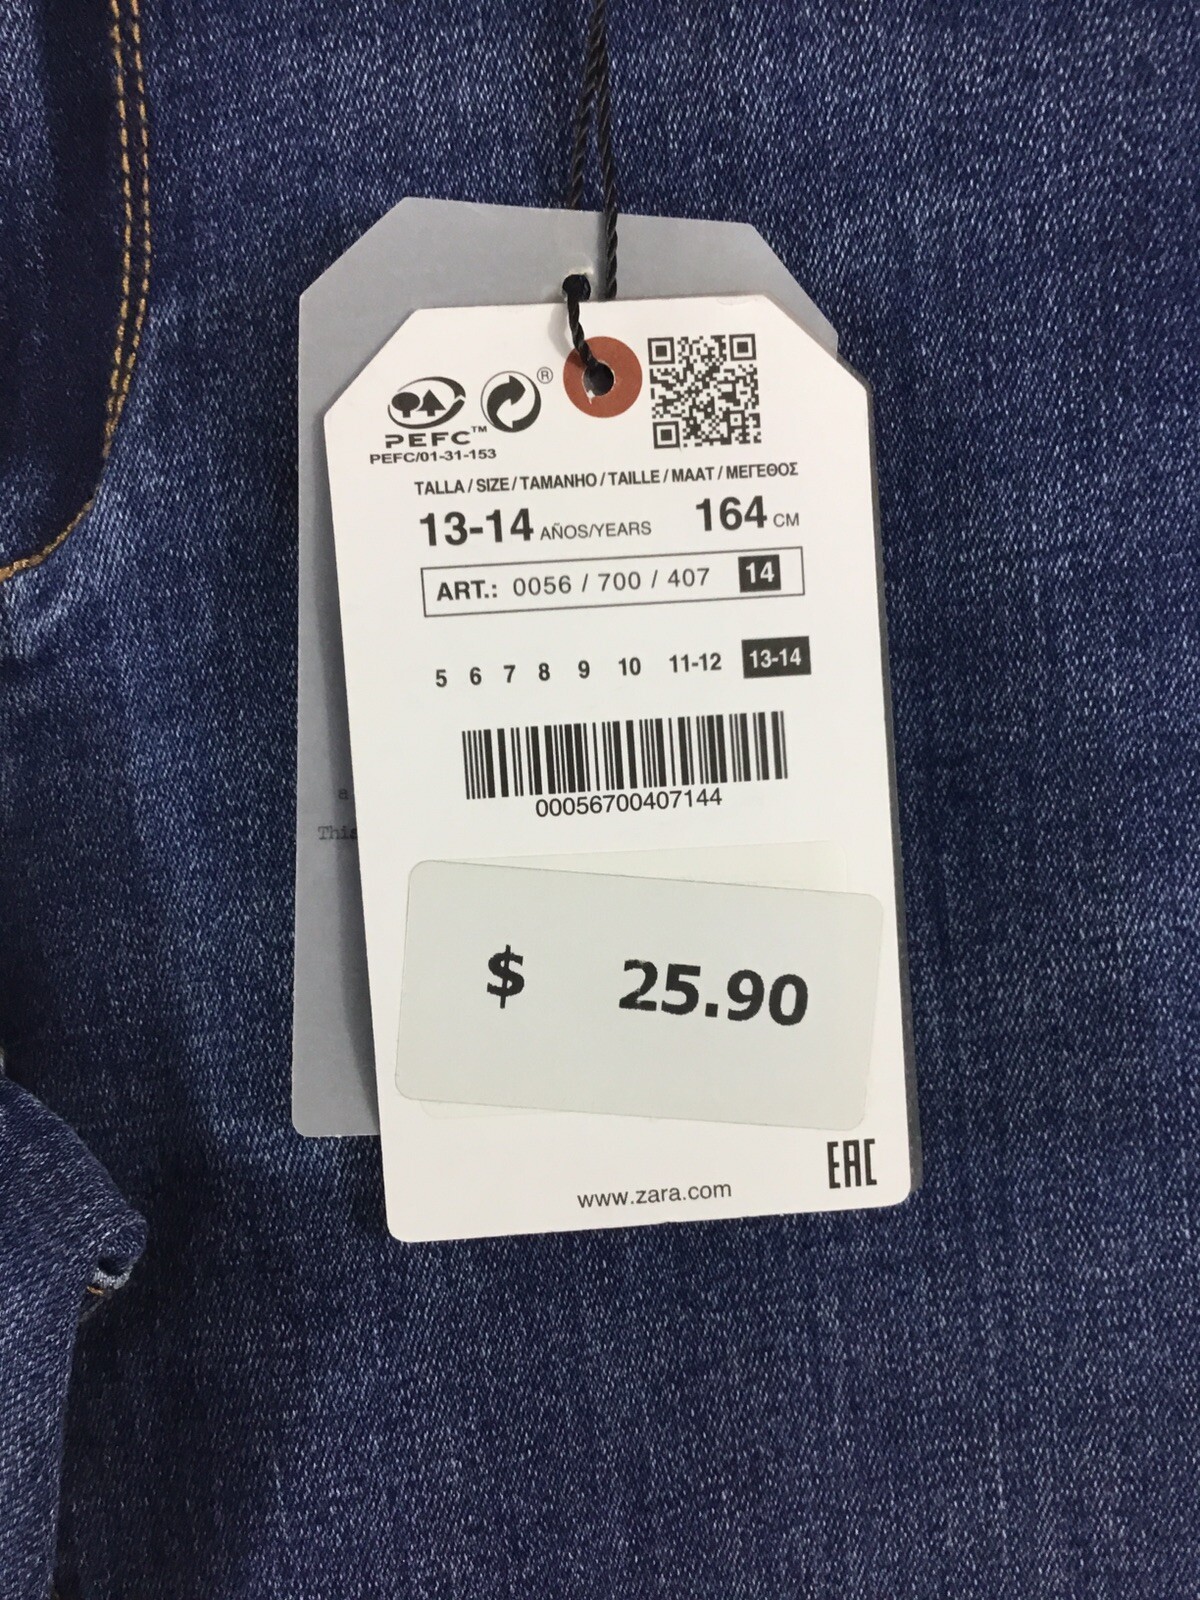 PEFC™ ®
PEFC/01-31-153
TALLA / SIZE / TAMANHO / TAILLE / MAAT / ΜΕΓΕΘΟΣ
13-14 AÑOS/YEARS 164 CM
ART.: 0056 / 700 / 407 14
5 6 7 8 9 10 11-12 13-14
00056700407144
a
This
$ 25.90
EAC
www.zara.com